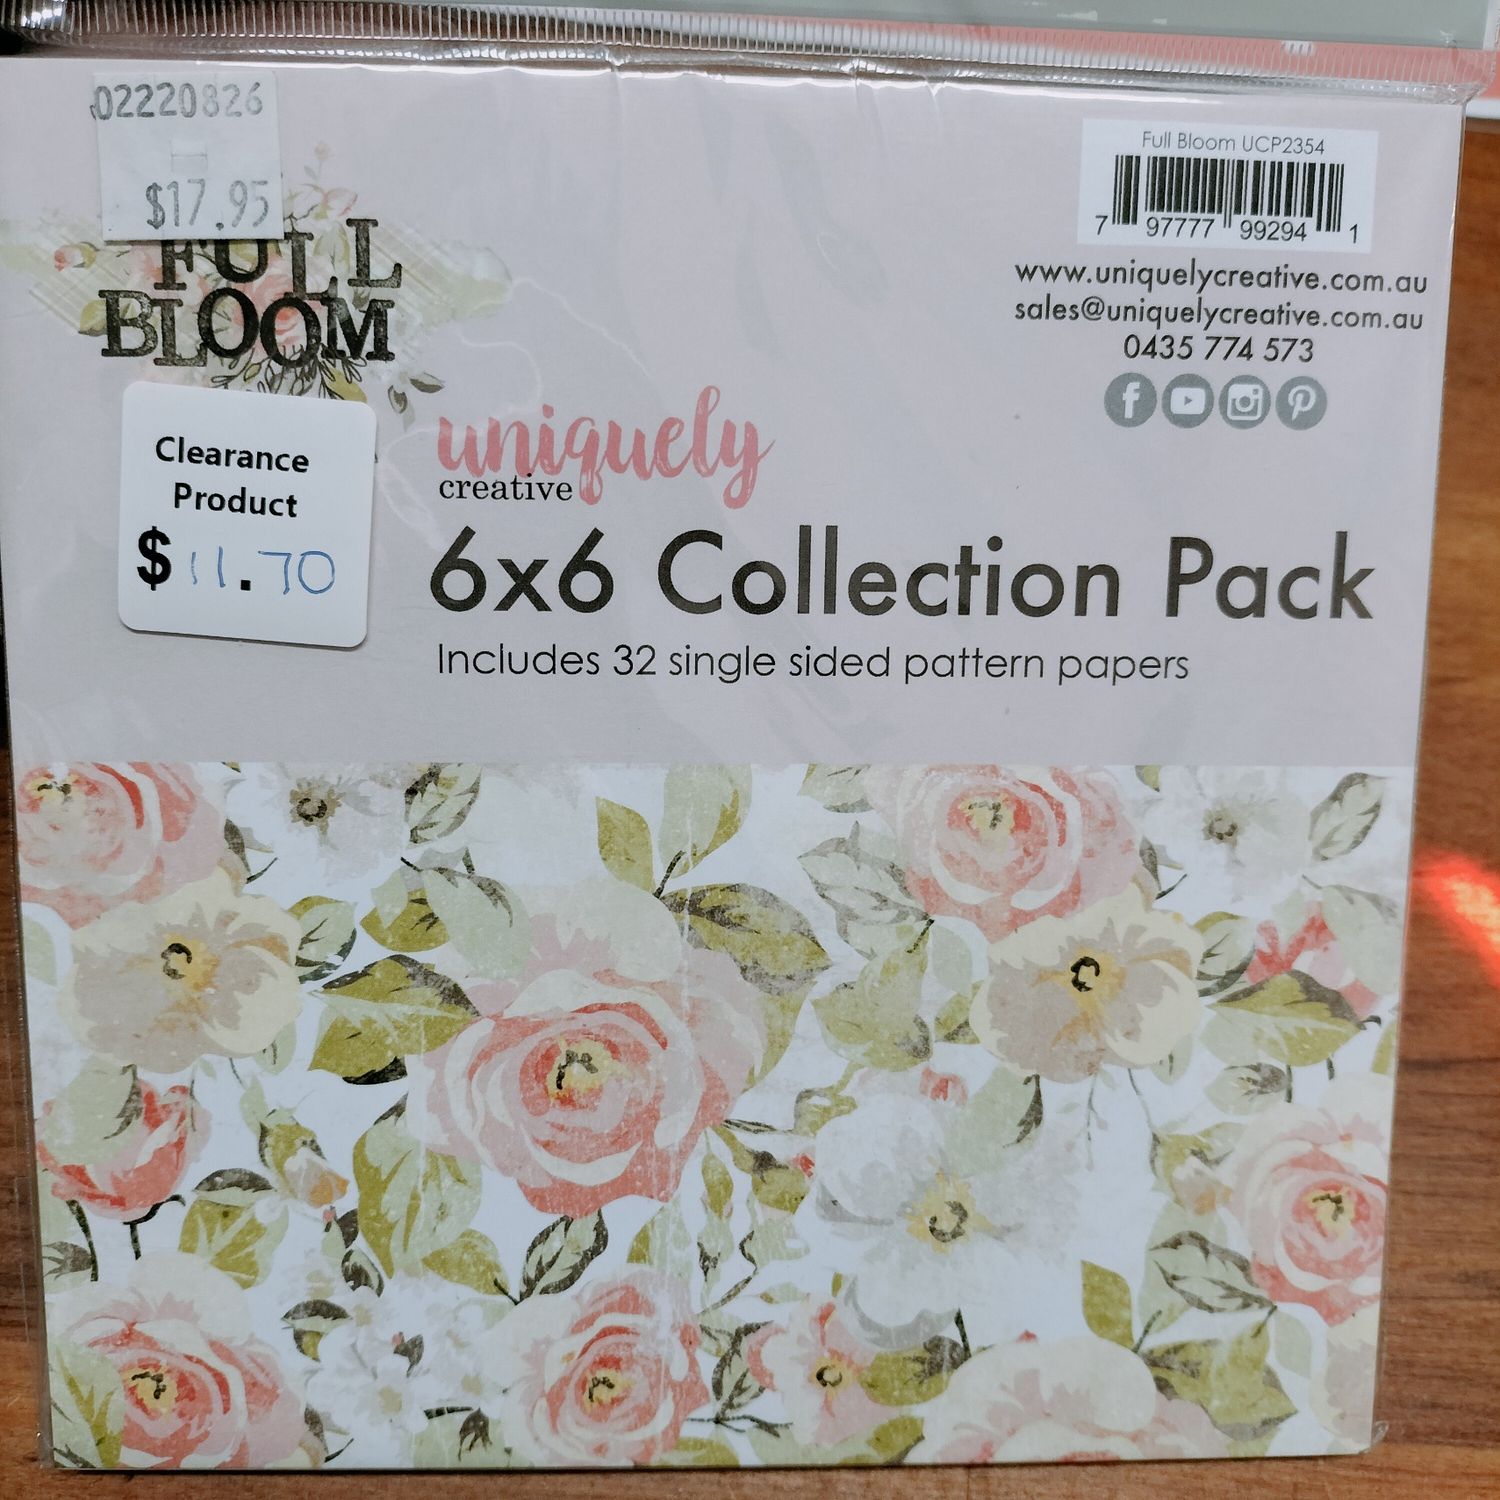 02220826
$17.95
FULL
BLOOM
Clearance
Product
$11.70
uniquely
creative
6x6 Collection Pack
Includes 32 single sided pattern papers
Full Bloom UCP2354
7 97777 99294 1
www.uniquelycreative.com.au
sales@uniquelycreative.com.au
0435 774 573